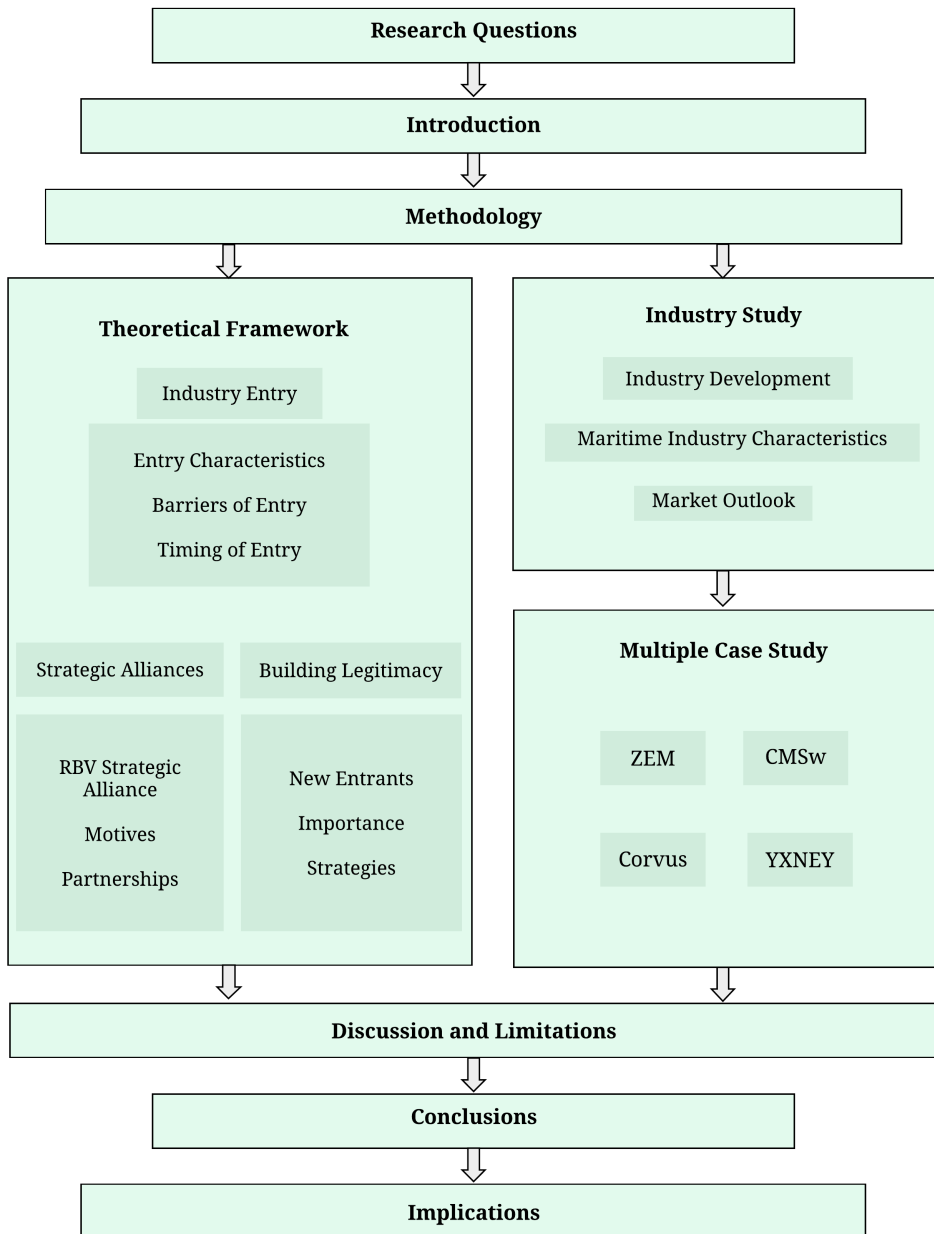 Research Questions
Introduction
Methodology
Theoretical Framework
Industry Entry
Entry Characteristics
Barriers of Entry
Timing of Entry
Strategic Alliances
Building Legitimacy
RBV Strategic
Alliance
Motives
Partnerships
New Entrants
Importance
Strategies
Industry Study
Industry Development
Maritime Industry Characteristics
Market Outlook
Multiple Case Study
ZEM
CMSw
Corvus
YXNEY
Discussion and Limitations
Conclusions
Implications